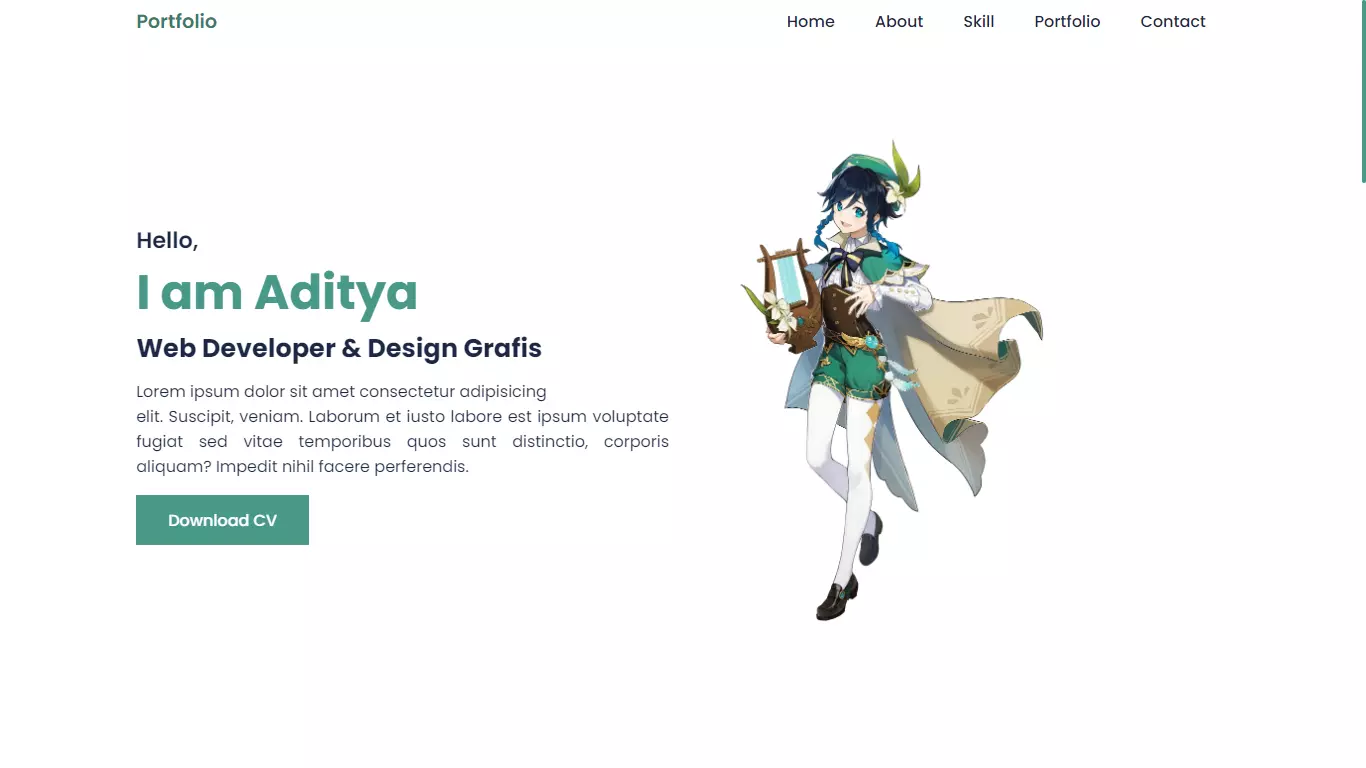 Portfolio
Home About Skill Portfolio Contact
Hello,
I am Aditya
Web Developer & Design Grafis
Lorem ipsum dolor sit amet consectetur adipisicing
elit. Suscipit, veniam. Laborum et iusto labore est ipsum voluptate
fugiat sed vitae temporibus quos sunt distinctio, corporis
aliquam? Impedit nihil facere perferendis.
Download CV